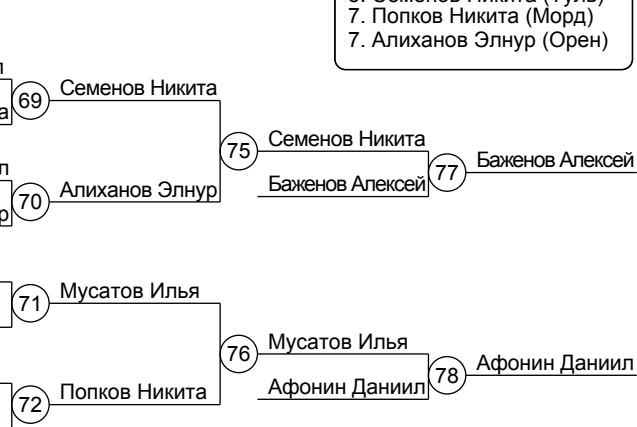 7. Попков Никита (Морд)
7. Алиханов Элнур (Орен)
69
Семенов Никита
75
Семенов Никита
77
Баженов Алексей
Баженов Алексей
70
Алиханов Элнур
71
Мусатов Илья
76
Мусатов Илья
78
Афонин Даниил
Афонин Даниил
72
Попков Никита